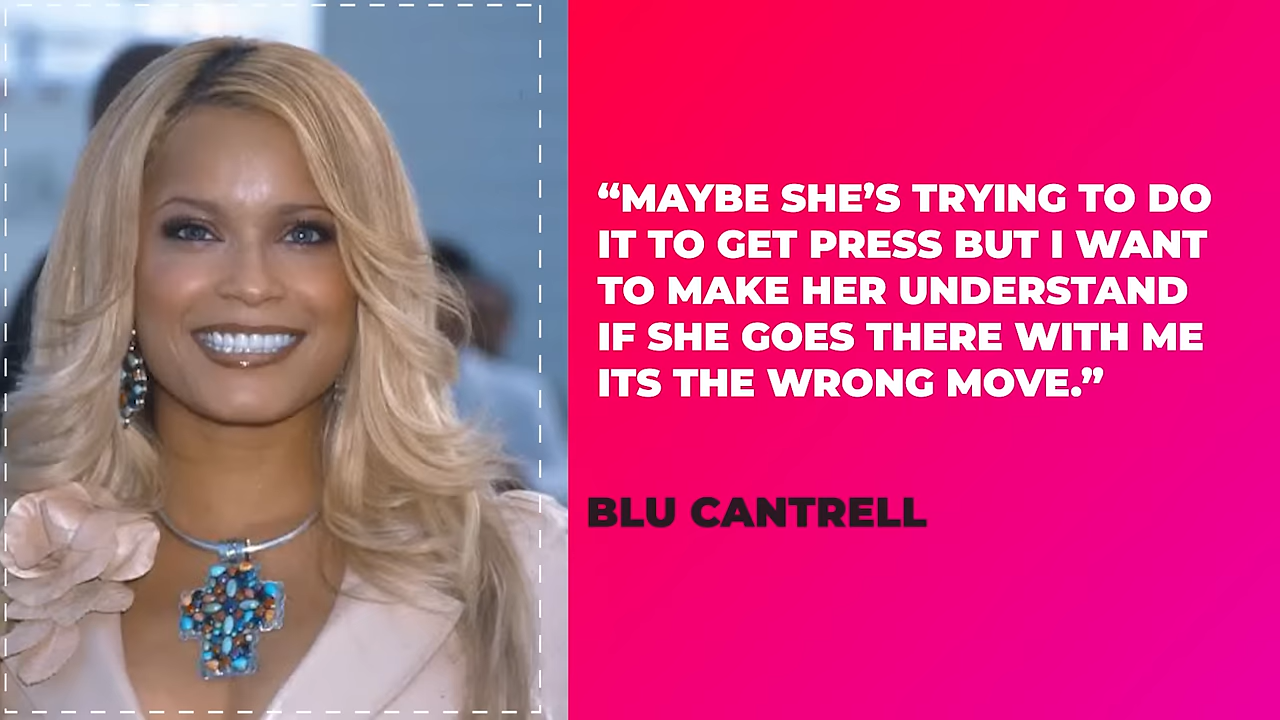 “MAYBE SHE’S TRYING TO DO
IT TO GET PRESS BUT I WANT
TO MAKE HER UNDERSTAND
IF SHE GOES THERE WITH ME
ITS THE WRONG MOVE.”
BLU CANTRELL